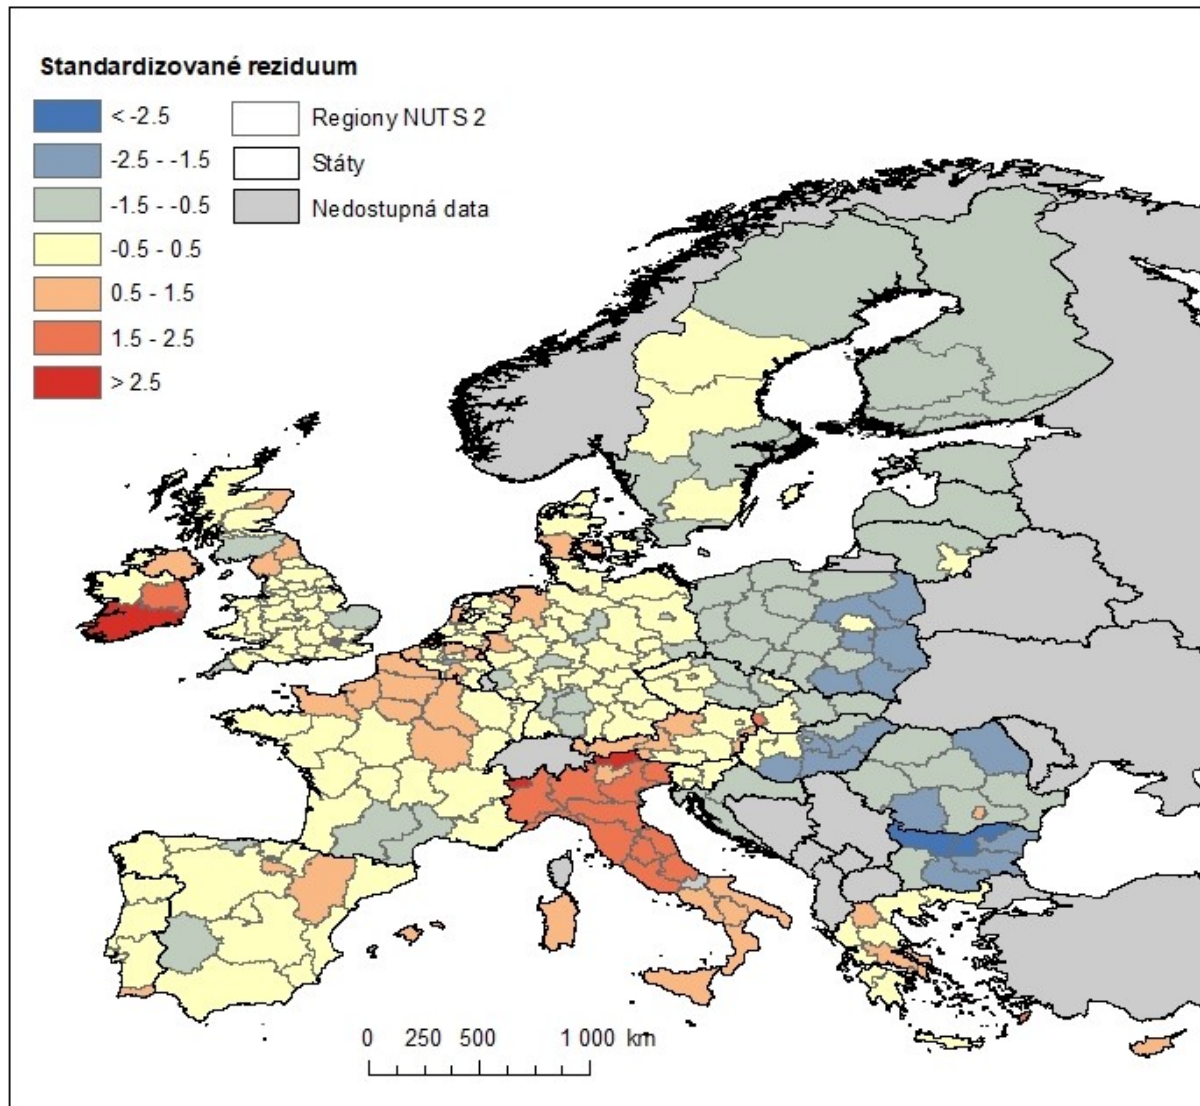 Standardizované reziduum
< -2.5
-2.5 - -1.5
-1.5 - -0.5
-0.5 - 0.5
0.5 - 1.5
1.5 - 2.5
> 2.5
Regiony NUTS 2
Státy
Nedostupná data
0 250 500 1 000 km